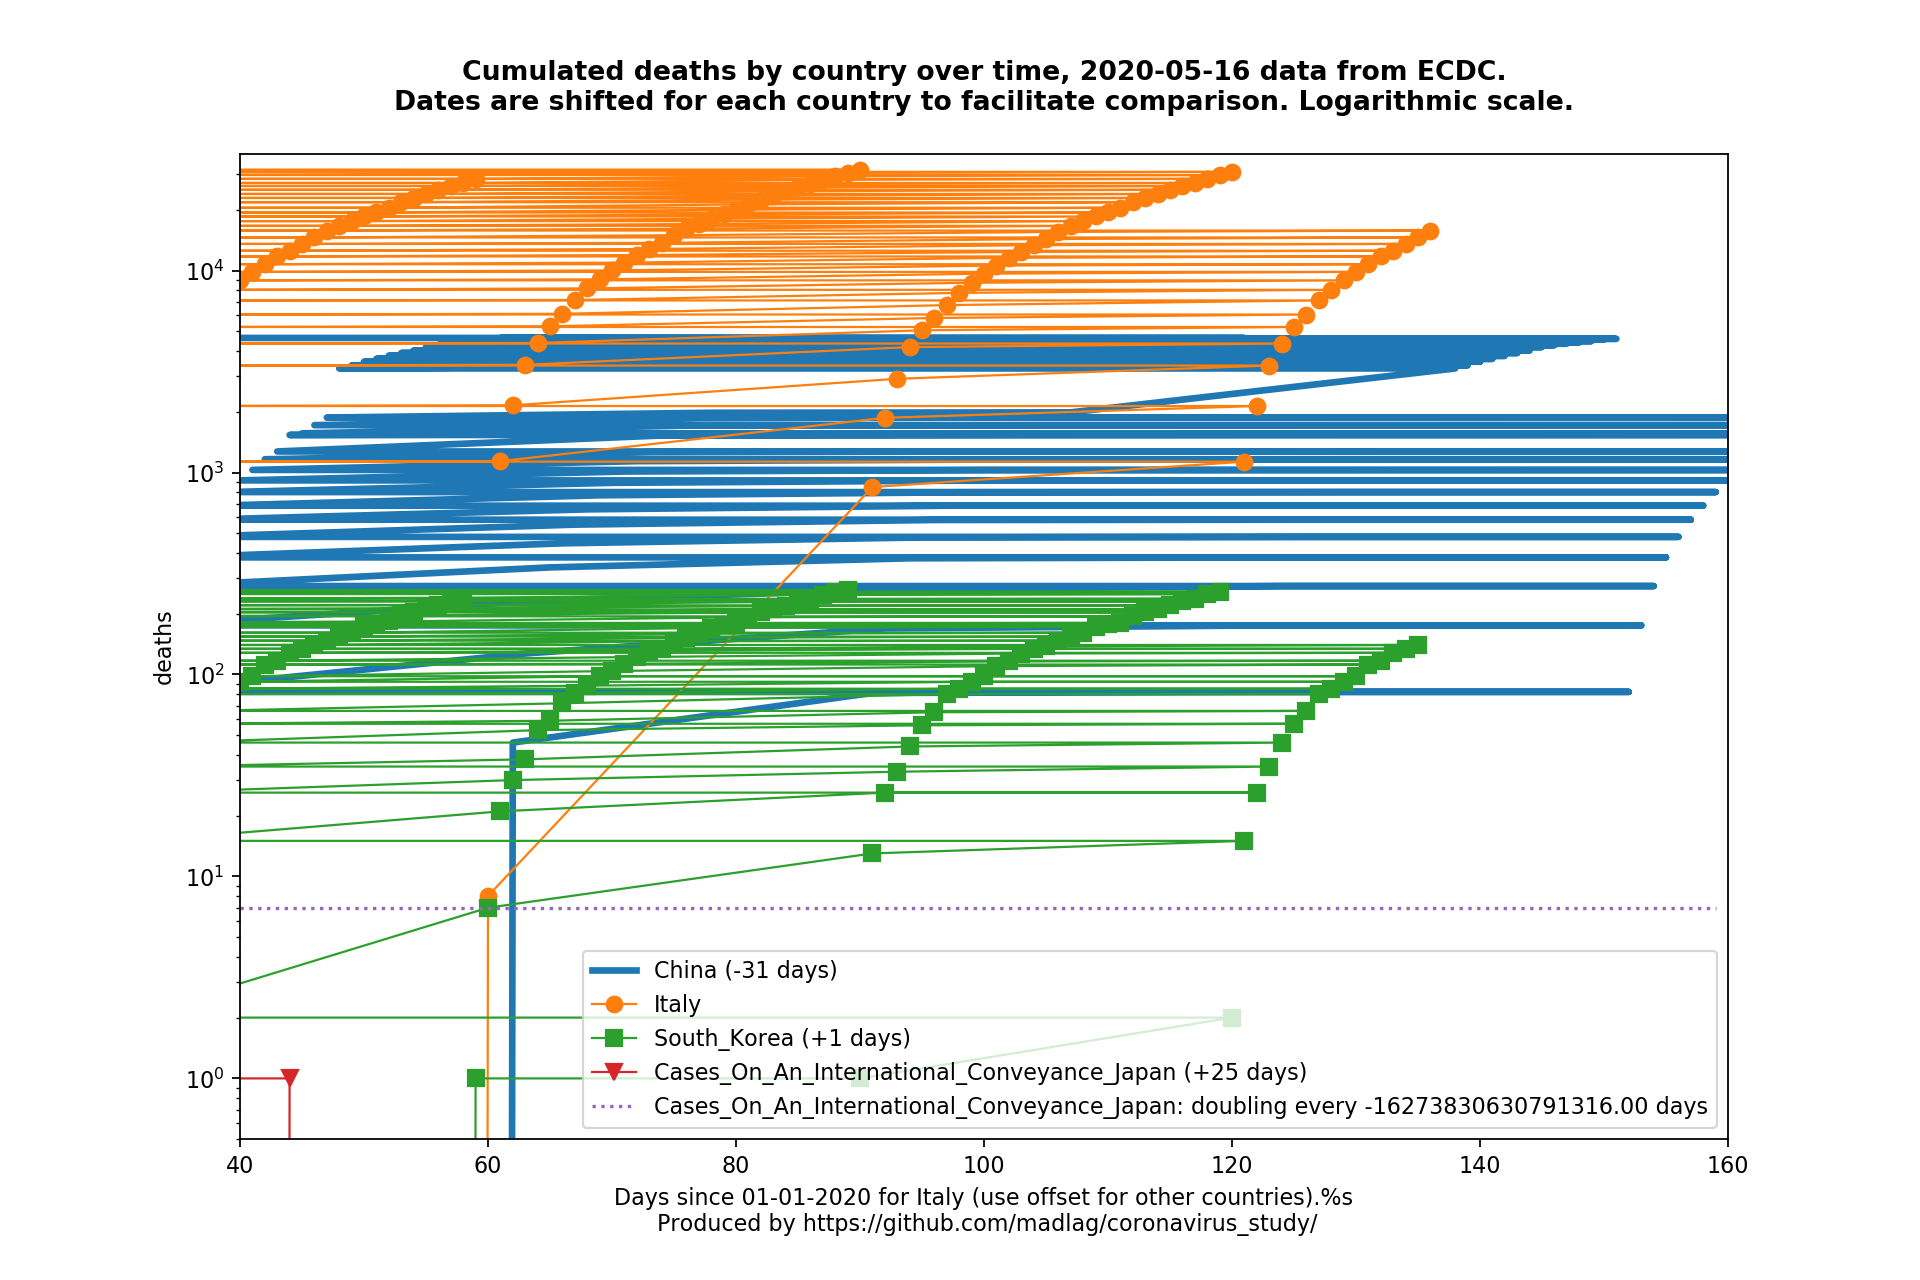 Cumulated deaths by country over time, 2020-05-16 data from ECDC.
Dates are shifted for each country to facilitate comparison. Logarithmic scale.
deaths
10⁴
10³
10²
10¹
10⁰
China (-31 days)
Italy
South_Korea (+1 days)
Cases_On_An_International_Conveyance_Japan (+25 days)
Cases_On_An_International_Conveyance_Japan: doubling every -16273830630791316.00 days
40 60 80 100 120 140 160
Days since 01-01-2020 for Italy (use offset for other countries).%s
Produced by https://github.com/madlag/coronavirus_study/